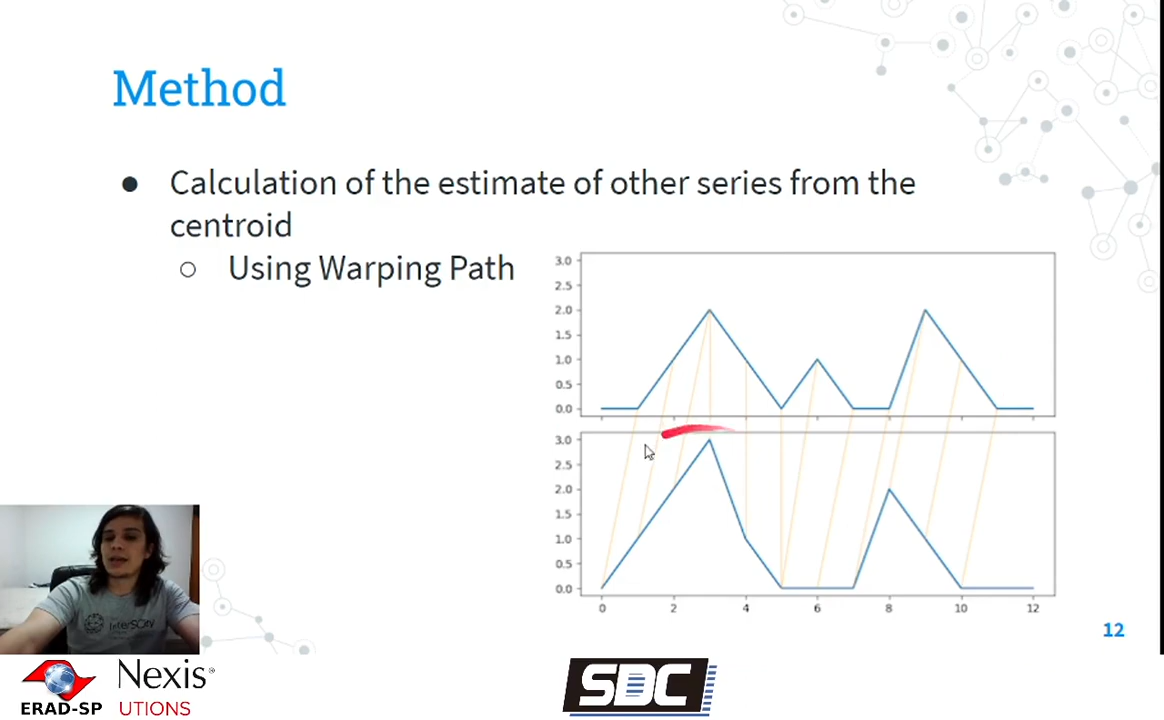 Method
● Calculation of the estimate of other series from the
centroid
○ Using Warping Path
3.0
2.5
2.0
1.5
1.0
0.5
0.0
3.0
2.5
2.0
1.5
1.0
0.5
0.0
0 2 4 6 8 10 12
InterSCity
12
ERAD-SP
Nexis®
UTIONS
SBC